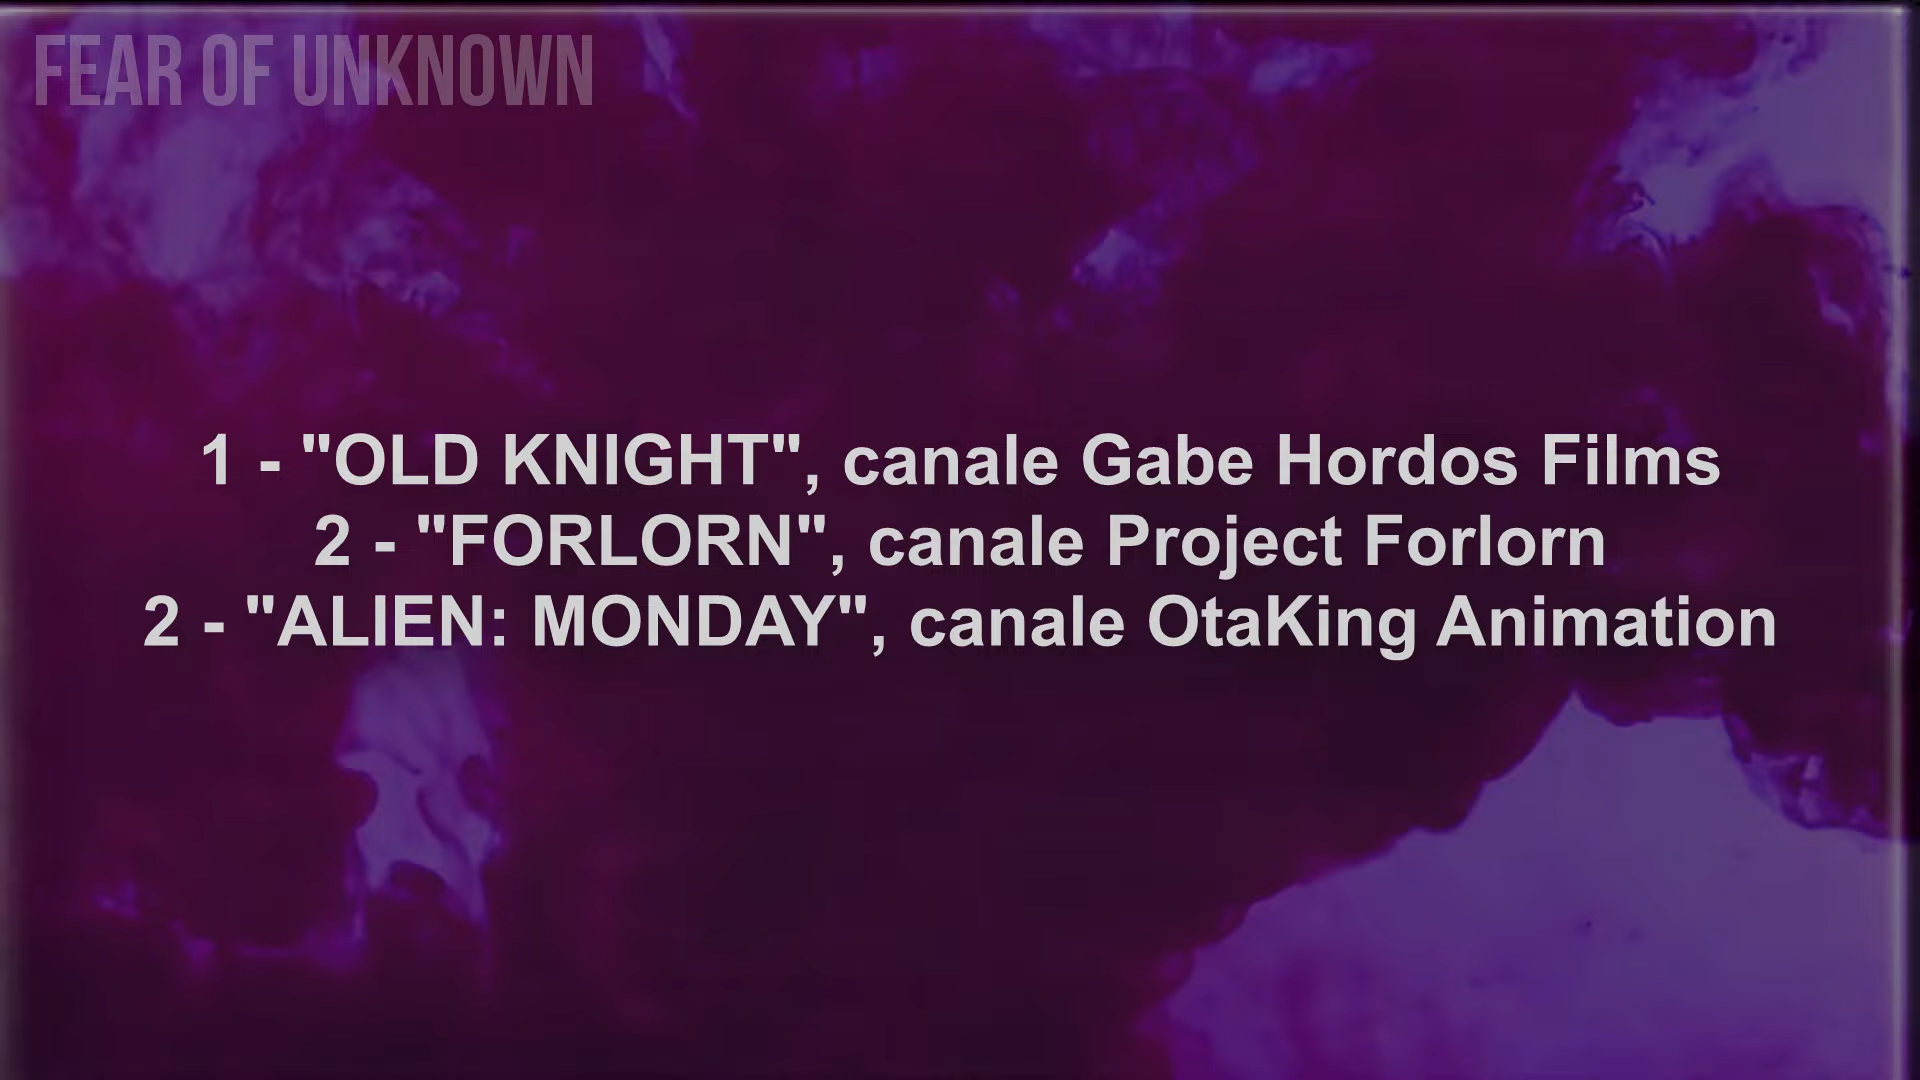 FEAR OF UNKNOWN
1 - "OLD KNIGHT", canale Gabe Hordos Films
2 - "FORLORN", canale Project Forlorn
2 - "ALIEN: MONDAY", canale OtaKing Animation